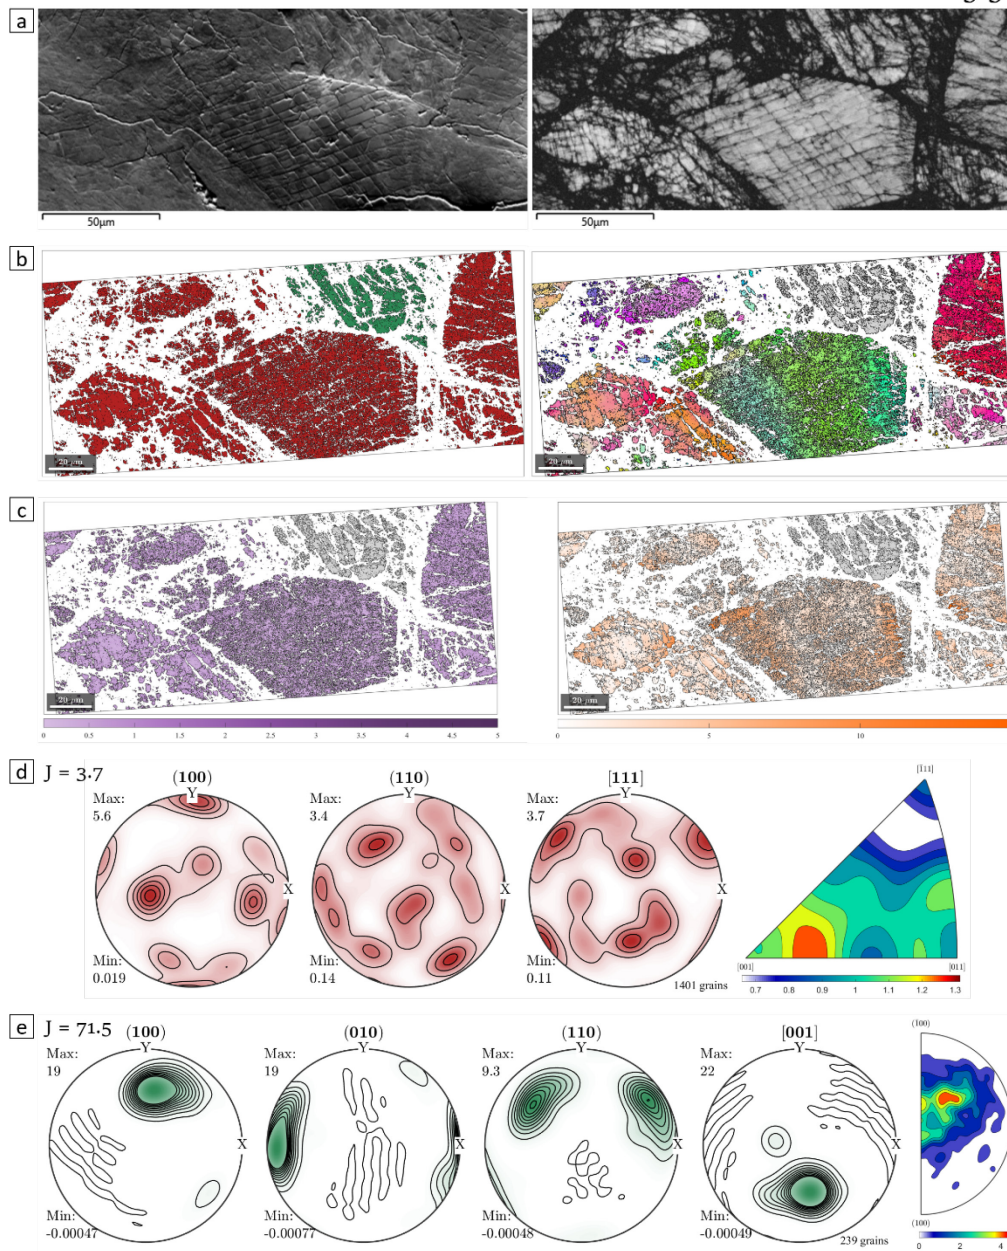 a
50μm
50μm
b
20 μm
20 μm
c
20 μm
20 μm
0 0.5 1 1.5 2 2.5 3 3.5 4 4.5 5
0 5 10
d J = 3.7
(100) (110) [111]
Y Y Y
Max: Max: Max:
5.6 3.4 3.7
X X X
Min: Min: Min:
0.019 0.14 0.11
1401 grains
[1̄11]
[001] [011]
0.7 0.8 0.9 1 1.1 1.2 1.3
e J = 71.5
(100) (010) (110) [001]
Y Y Y Y
Max: Max: Max: Max:
19 19 9.3 22
X X X X
Min: Min: Min: Min:
-0.00047 -0.00077 -0.00048 -0.00049
239 grains
(1̄00)
(100)
0 2 4